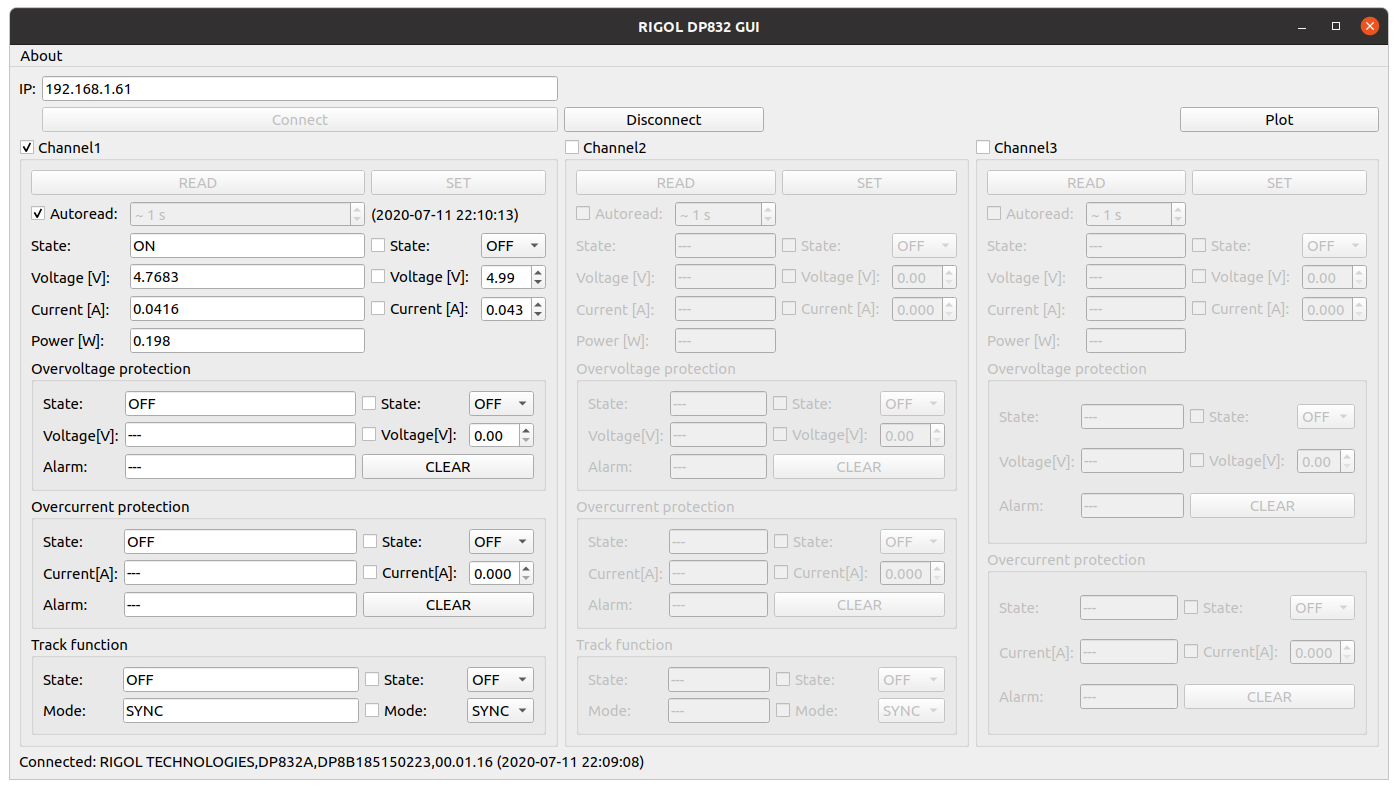 RIGOL DP832 GUI
About
IP: 192.168.1.61
Connect Disconnect Plot
Channel1 Channel2 Channel3
READ SET READ SET READ SET
Autoread: ~ 1 s (2020-07-11 22:10:13) Autoread: ~ 1 s Autoread: ~ 1 s
State: ON State: OFF State: --- State: OFF State: --- State: OFF
Voltage [V]: 4.7683 Voltage [V]: 4.99 Voltage [V]: --- Voltage [V]: 0.00 Voltage [V]: --- Voltage [V]: 0.00
Current [A]: 0.0416 Current [A]: 0.043 Current [A]: --- Current [A]: 0.000 Current [A]: --- Current [A]: 0.000
Power [W]: 0.198 Power [W]: --- Power [W]: ---
Overvoltage protection Overvoltage protection Overvoltage protection
State: OFF State: OFF State: --- State: OFF State: --- State: OFF
Voltage[V]: --- Voltage[V]: 0.00 Voltage[V]: --- Voltage[V]: 0.00 Voltage[V]: --- Voltage[V]: 0.00
Alarm: --- CLEAR Alarm: --- CLEAR Alarm: --- CLEAR
Overcurrent protection Overcurrent protection Overcurrent protection
State: OFF State: OFF State: --- State: OFF State: --- State: OFF
Current[A]: --- Current[A]: 0.000 Current[A]: --- Current[A]: 0.000 Current[A]: --- Current[A]: 0.000
Alarm: --- CLEAR Alarm: --- CLEAR Alarm: --- CLEAR
Track function Track function
State: OFF State: OFF State: --- State: OFF
Mode: SYNC Mode: SYNC Mode: --- Mode: SYNC
Connected: RIGOL TECHNOLOGIES,DP832A,DP8B185150223,00.01.16 (2020-07-11 22:09:08)